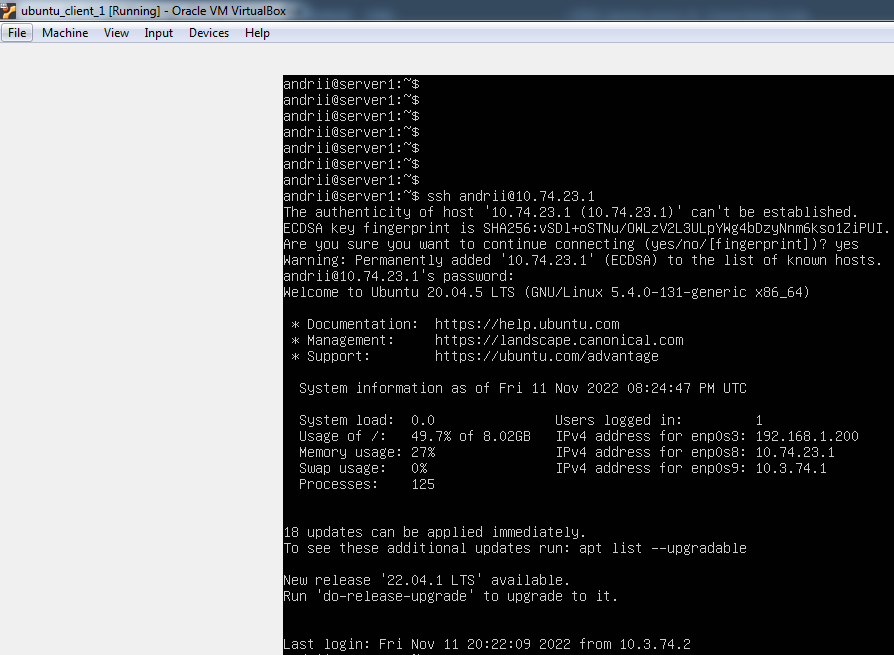 ubuntu_client_1 [Running] - Oracle VM VirtualBox
File Machine View Input Devices Help
andrii@server1:~$
andrii@server1:~$
andrii@server1:~$
andrii@server1:~$
andrii@server1:~$
andrii@server1:~$
andrii@server1:~$
andrii@server1:~$ ssh andrii@10.74.23.1
The authenticity of host '10.74.23.1 (10.74.23.1)' can't be established.
ECDSA key fingerprint is SHA256:vSDl+oSTNu/OWLzV2L3ULpYWg4bDzyNnm6kso1ZiPUI.
Are you sure you want to continue connecting (yes/no/[fingerprint])? yes
Warning: Permanently added '10.74.23.1' (ECDSA) to the list of known hosts.
andrii@10.74.23.1's password:
Welcome to Ubuntu 20.04.5 LTS (GNU/Linux 5.4.0-131-generic x86_64)
* Documentation: https://help.ubuntu.com
* Management: https://landscape.canonical.com
* Support: https://ubuntu.com/advantage
System information as of Fri 11 Nov 2022 08:24:47 PM UTC
System load: 0.0 Users logged in: 1
Usage of /: 49.7% of 8.02GB IPv4 address for enp0s3: 192.168.1.200
Memory usage: 27% IPv4 address for enp0s8: 10.74.23.1
Swap usage: 0% IPv4 address for enp0s9: 10.3.74.1
Processes: 125
18 updates can be applied immediately.
To see these additional updates run: apt list --upgradable
New release '22.04.1 LTS' available.
Run 'do-release-upgrade' to upgrade to it.
Last login: Fri Nov 11 20:22:09 2022 from 10.3.74.2